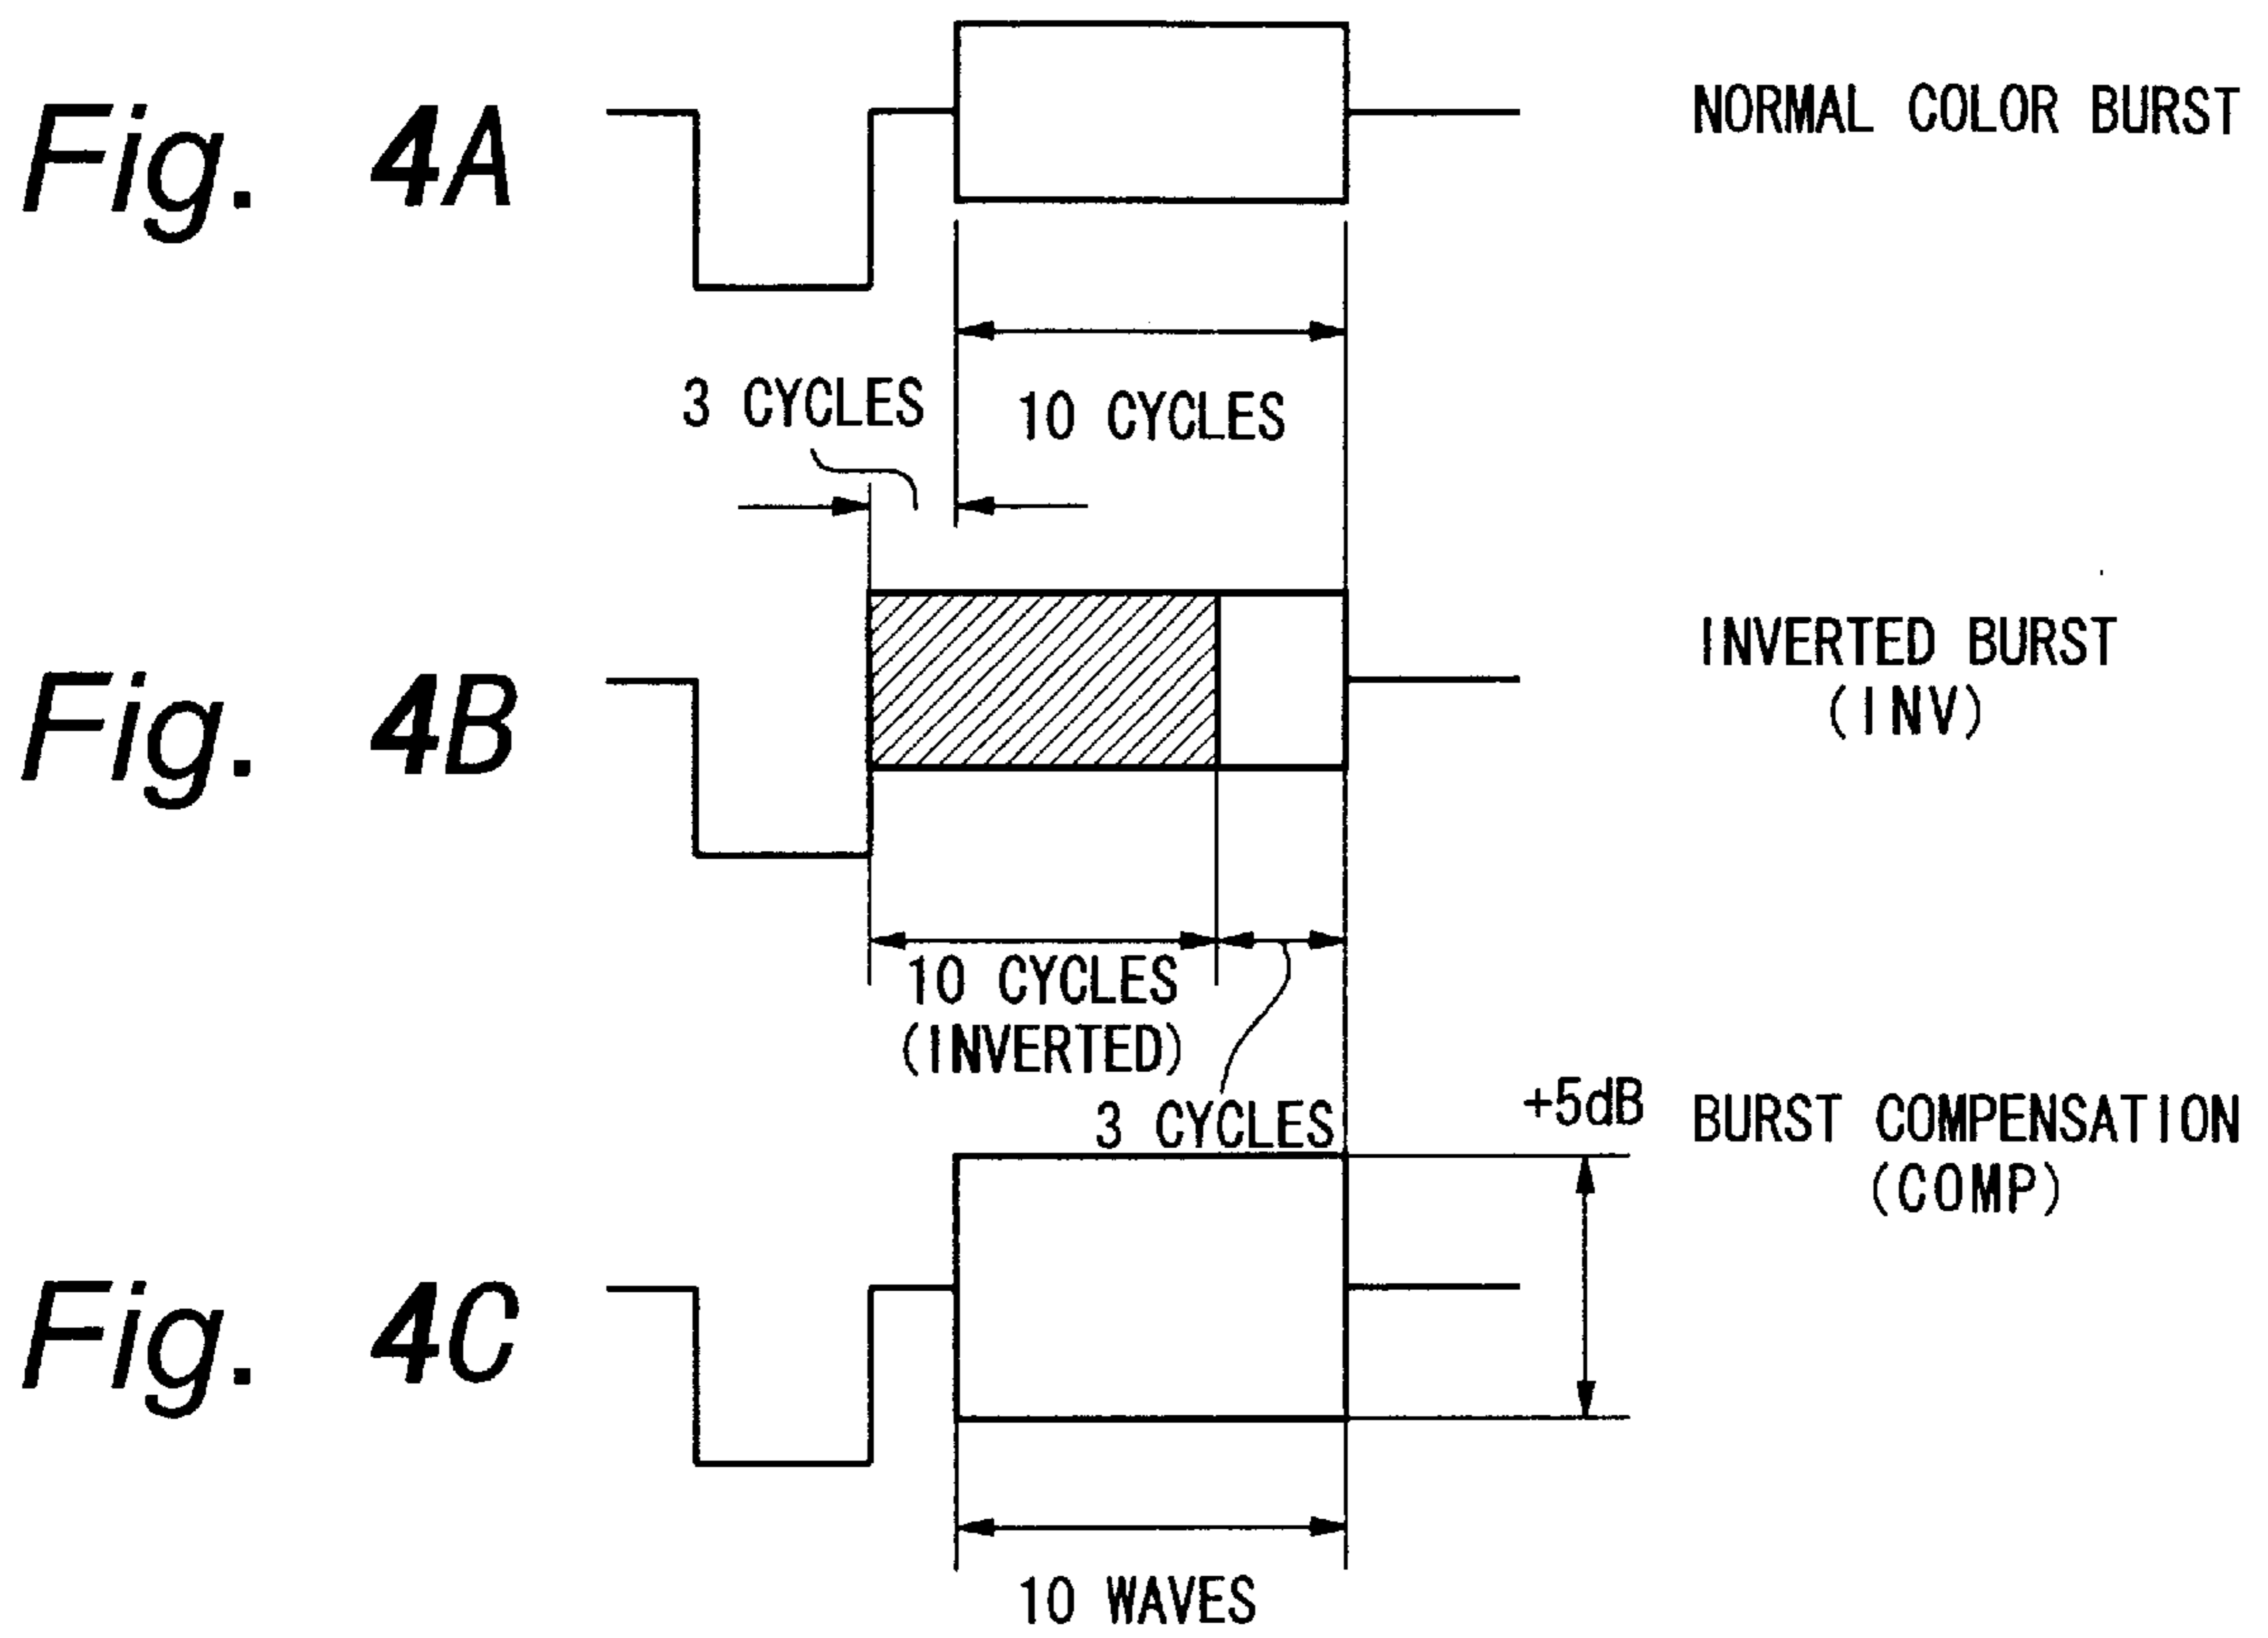 Fig. 4A
NORMAL COLOR BURST
3 CYCLES
10 CYCLES
Fig. 4B
INVERTED BURST
(INV)
10 CYCLES
(INVERTED)
3 CYCLES
+5dB
BURST COMPENSATION
(COMP)
Fig. 4C
10 WAVES